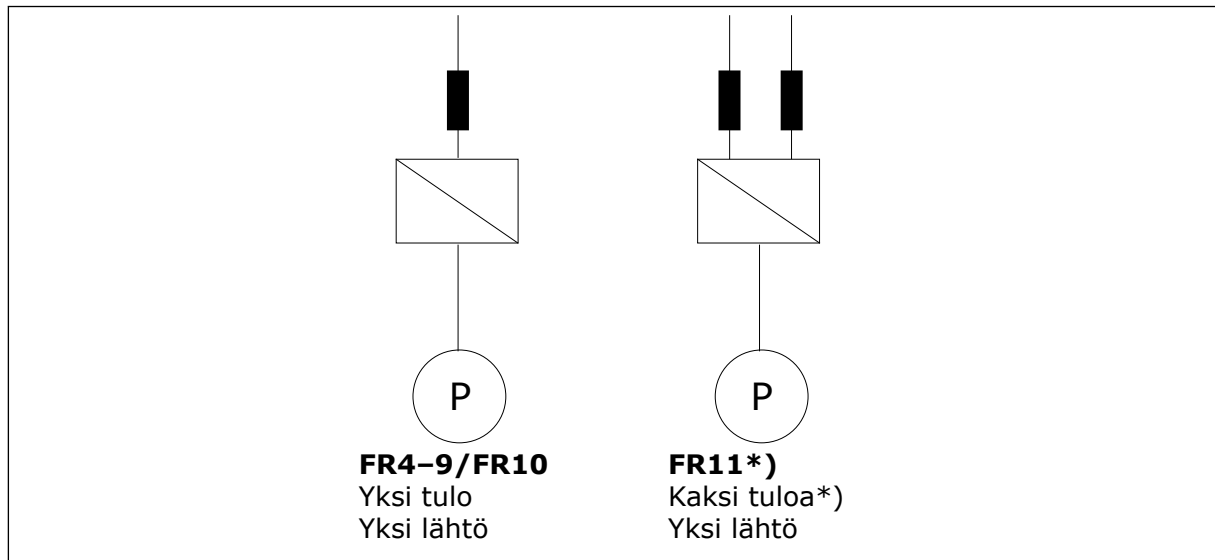 P
FR4–9/FR10
Yksi tulo
Yksi lähtö
P
FR11*)
Kaksi tuloa*)
Yksi lähtö